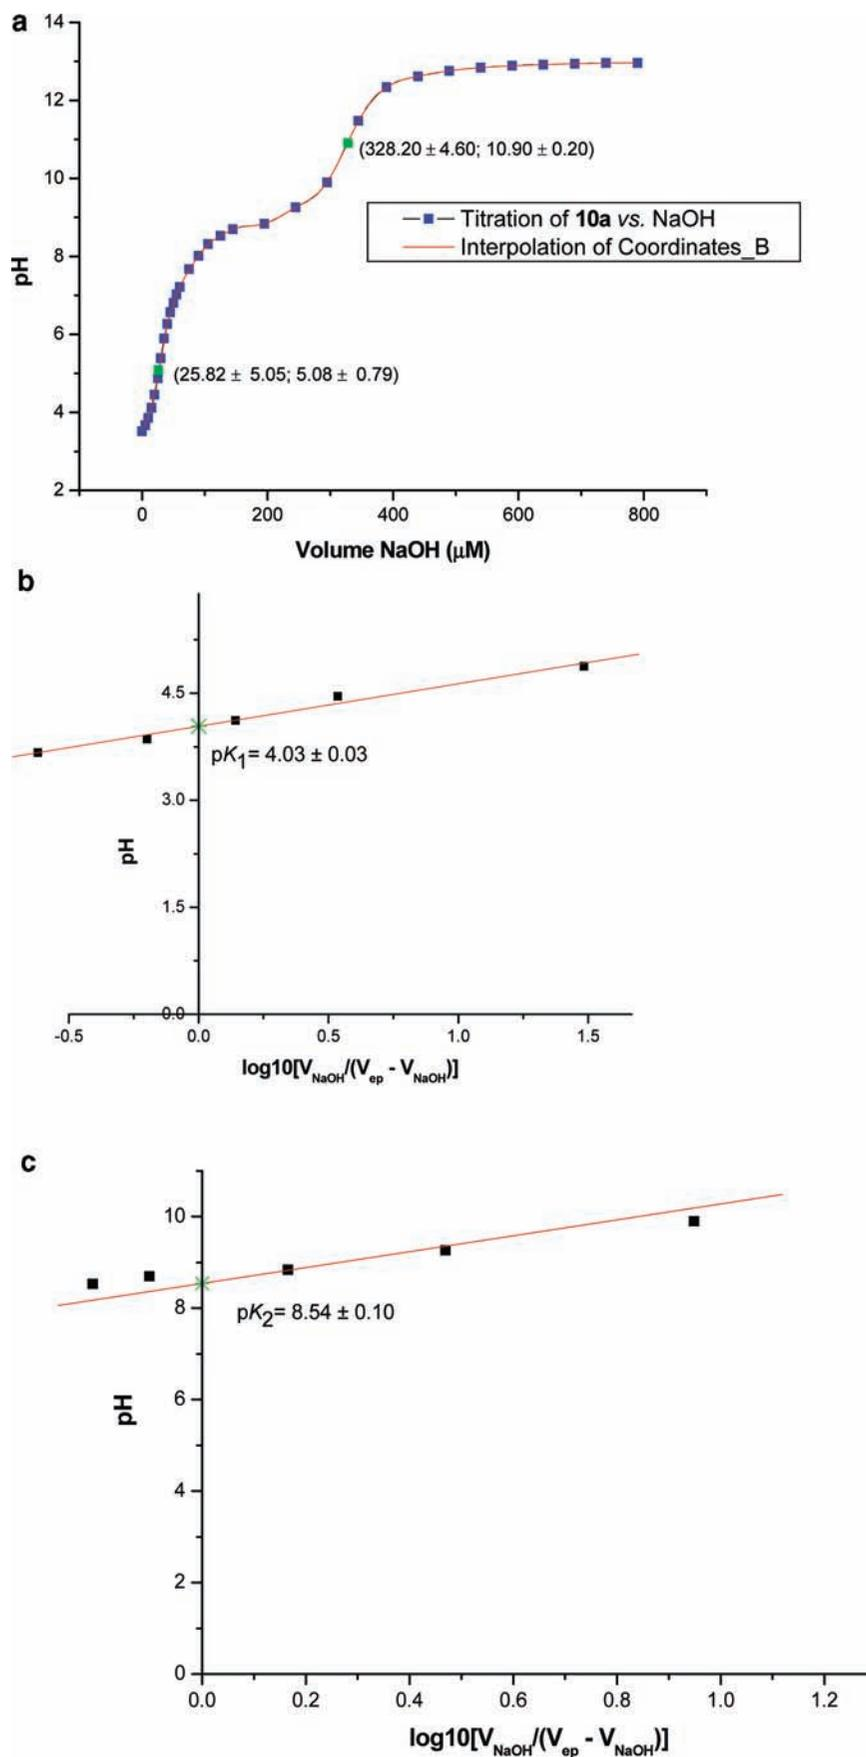 a
14
12
10
8
6
4
2
pH
(328.20 ± 4.60; 10.90 ± 0.20)
Titration of 10a vs. NaOH
Interpolation of Coordinates_B
(25.82 ± 5.05; 5.08 ± 0.79)
0 200 400 600 800
Volume NaOH (μM)
b
4.5
3.0
1.5
0.0
pK1= 4.03 ± 0.03
pH
-0.5 0.0 0.5 1.0 1.5
log10[VNaOH/(Vep - VNaOH)]
c
10
8
6
4
2
0
pK2= 8.54 ± 0.10
pH
0.0 0.2 0.4 0.6 0.8 1.0 1.2
log10[VNaOH/(Vep - VNaOH)]